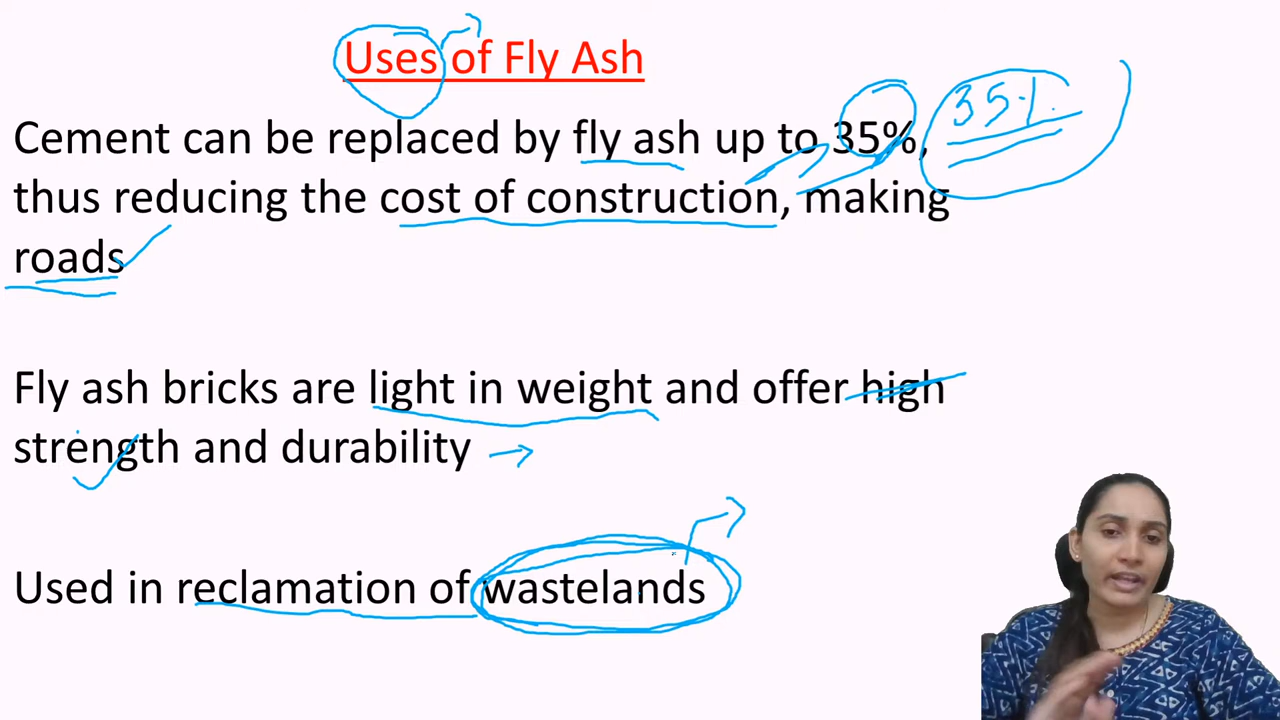 Uses of Fly Ash
Cement can be replaced by fly ash up to 35%, 35%
thus reducing the cost of construction, making
roads
Fly ash bricks are light in weight and offer high
strength and durability
Used in reclamation of wastelands